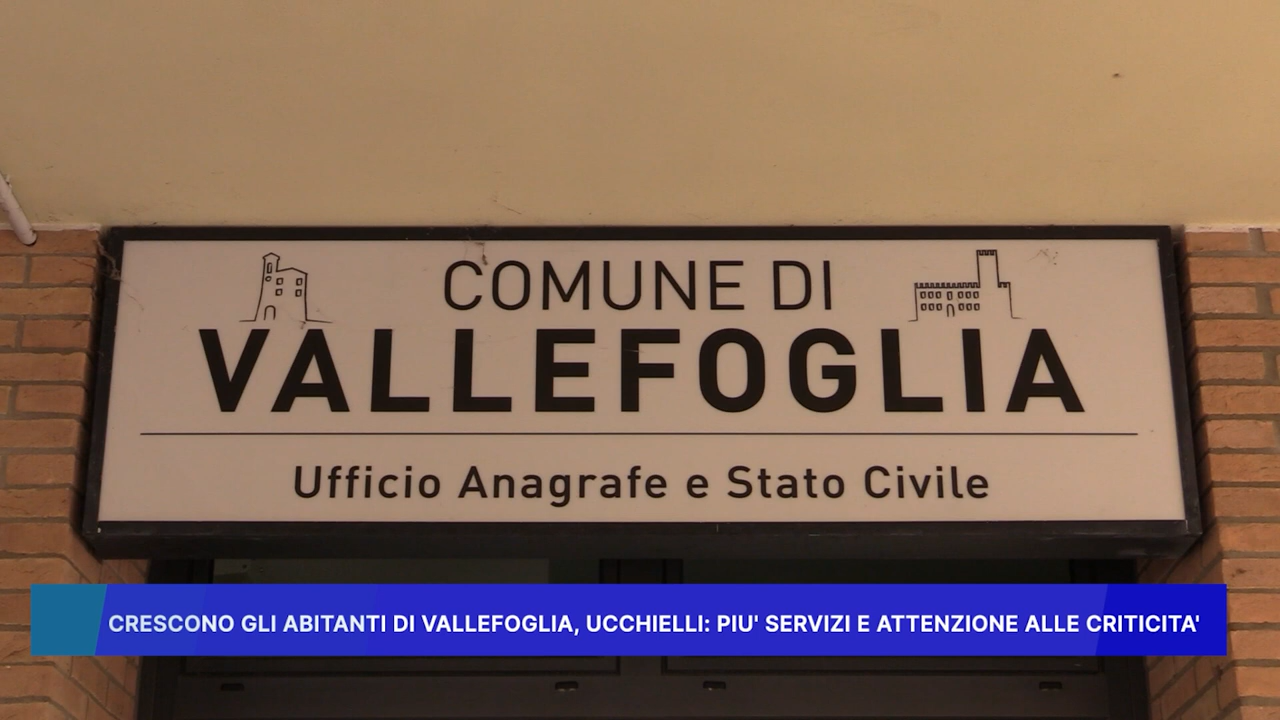 COMUNE DI
VALLEFOGLIA
Ufficio Anagrafe e Stato Civile
CRESCONO GLI ABITANTI DI VALLEFOGLIA, UCCHIELLI: PIU' SERVIZI E ATTENZIONE ALLE CRITICITA'